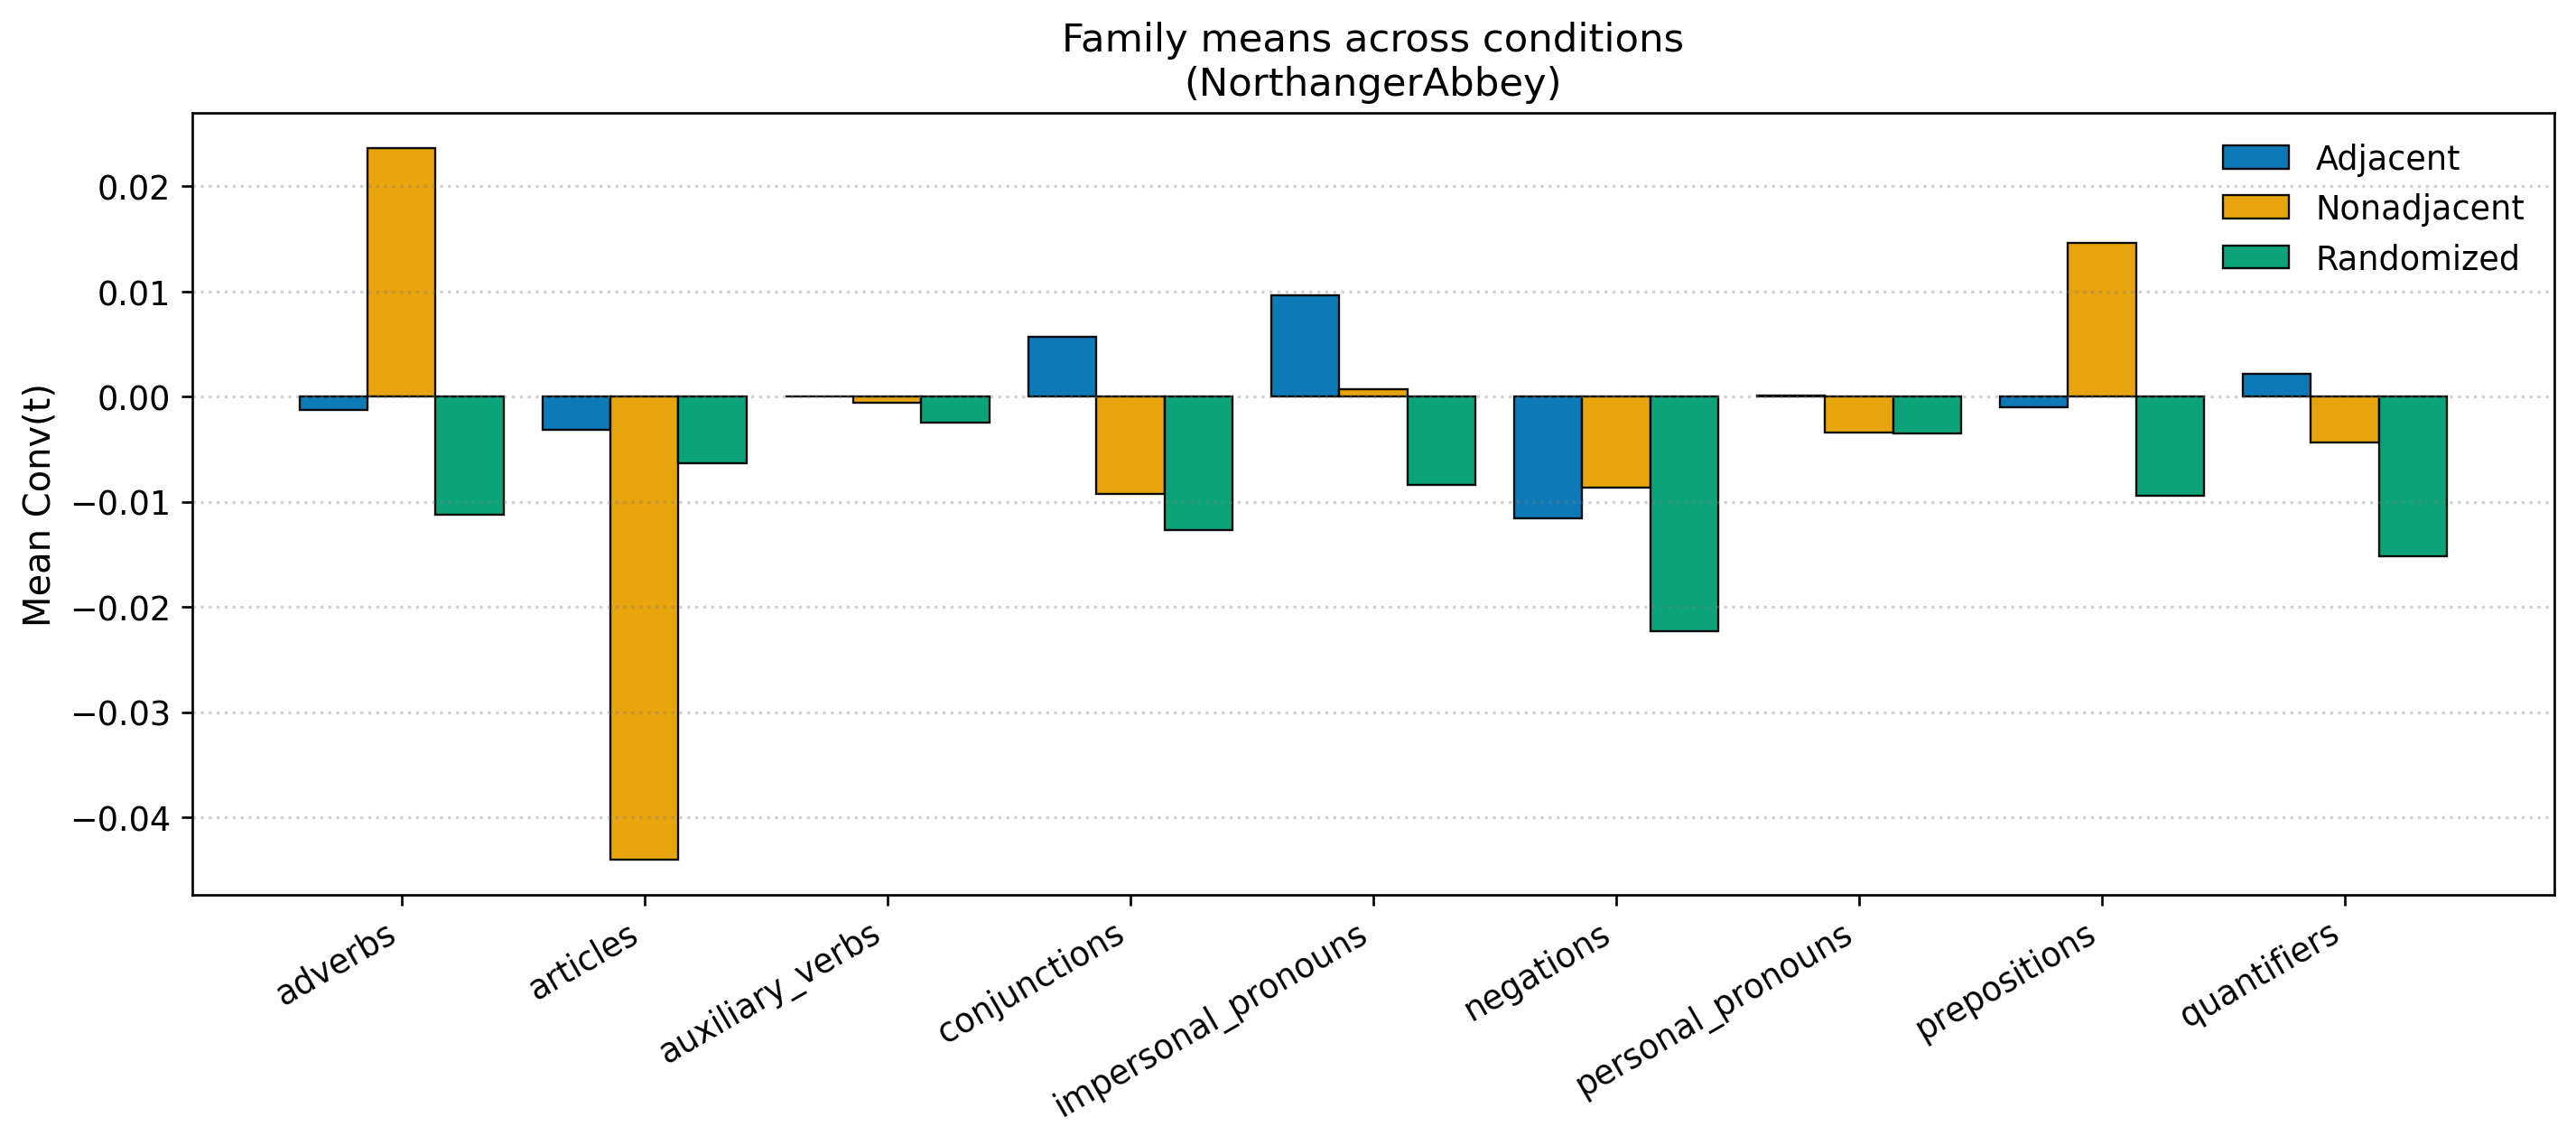 Family means across conditions
(NorthangerAbbey)
Adjacent
Nonadjacent
Randomized
Mean Conv(t)
0.02
0.01
0.00
−0.01
−0.02
−0.03
−0.04
adverbs
articles
auxiliary_verbs
conjunctions
impersonal_pronouns
negations
personal_pronouns
prepositions
quantifiers